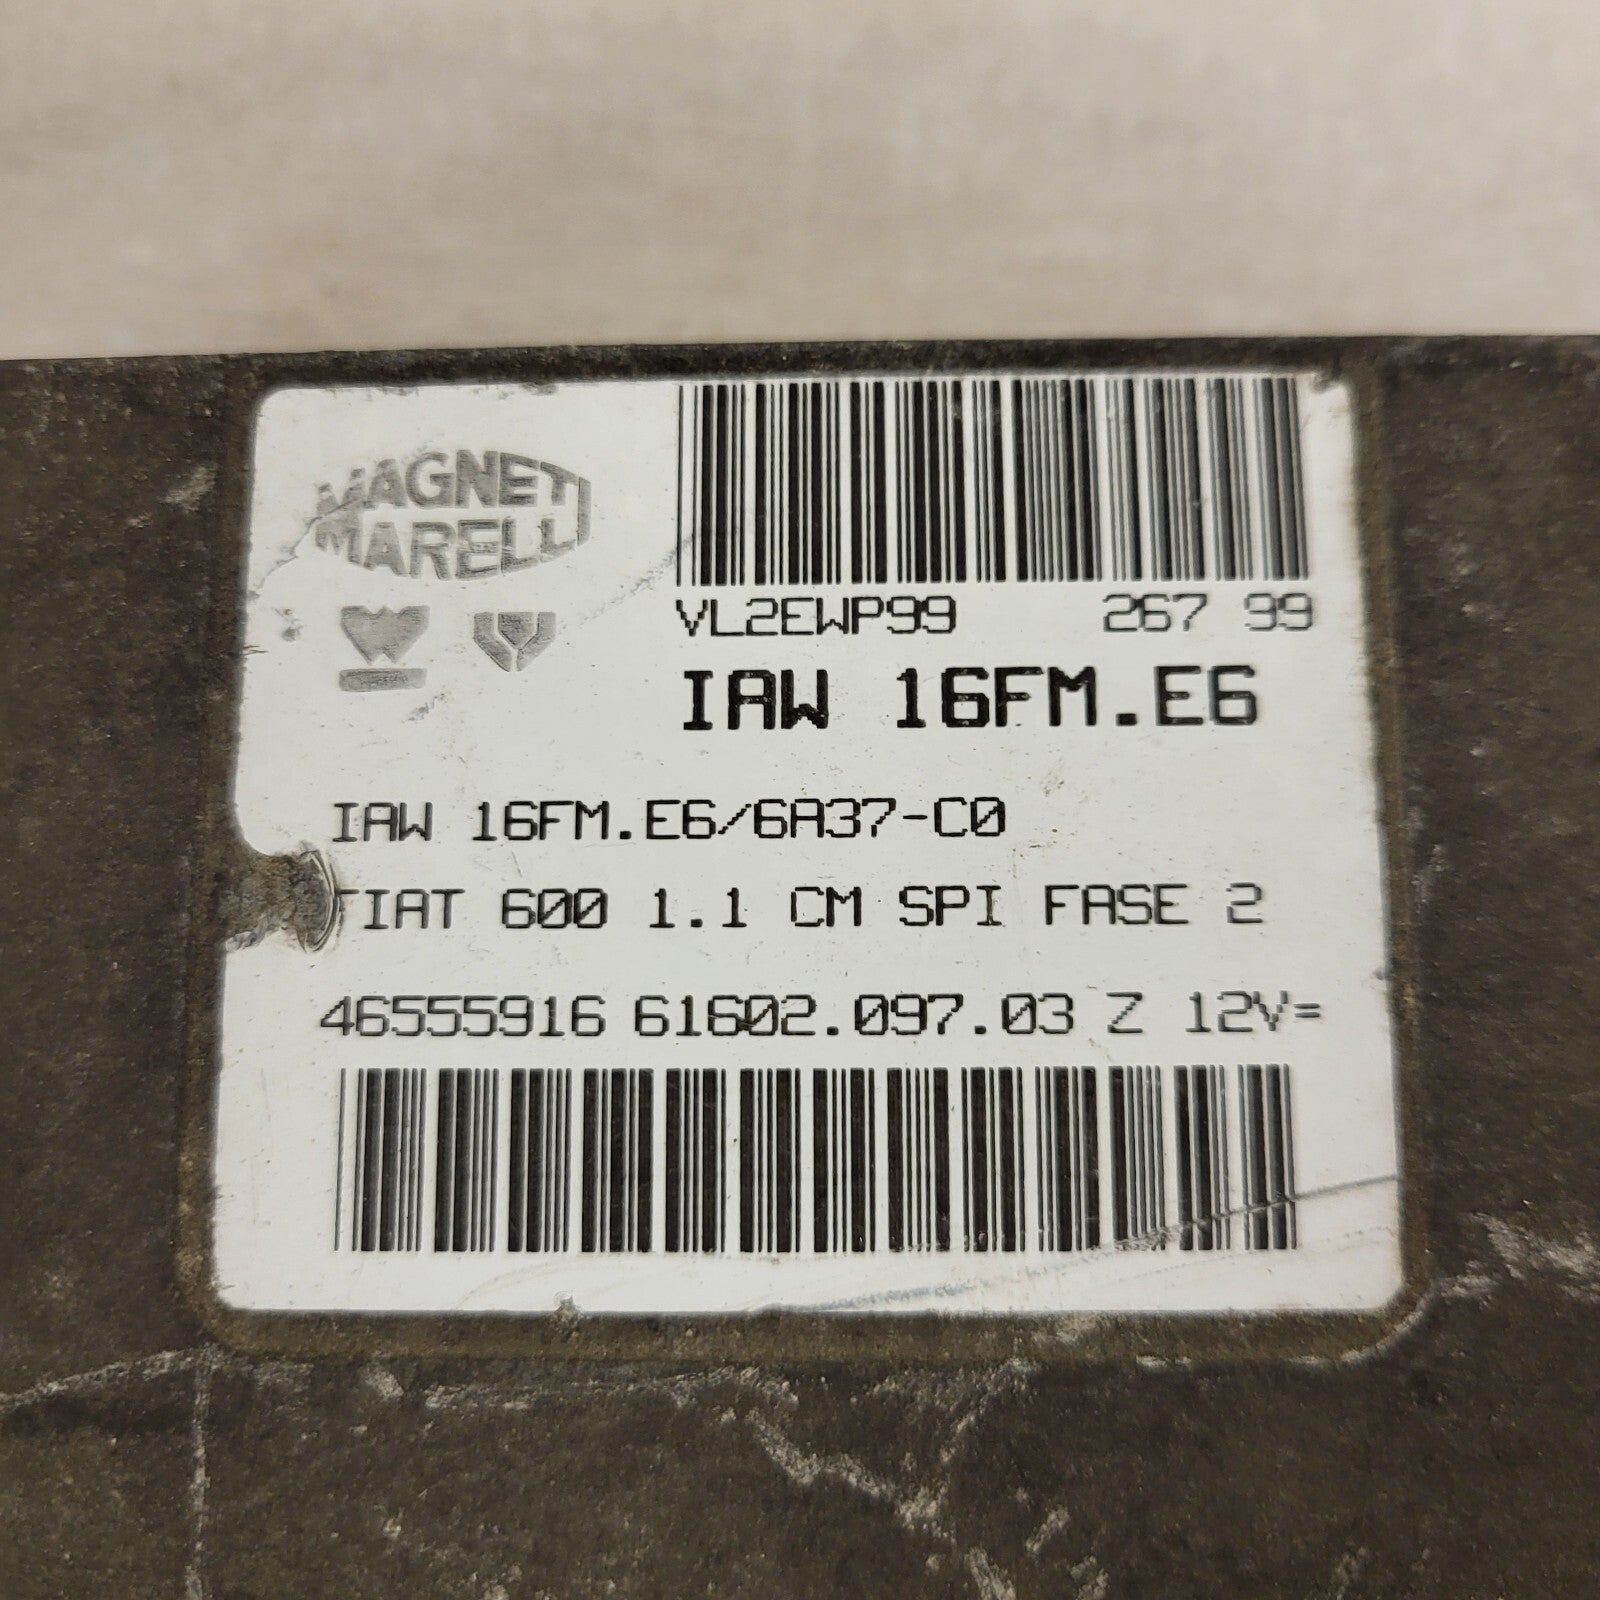 MAGNETI
MARELLI
VL2EWP99 267 99
IAW 16FM.E6
IAW 16FM.E6/6A37-C0
FIAT 600 1.1 CM SPI FASE 2
46555916 61602.097.03 Z 12V=